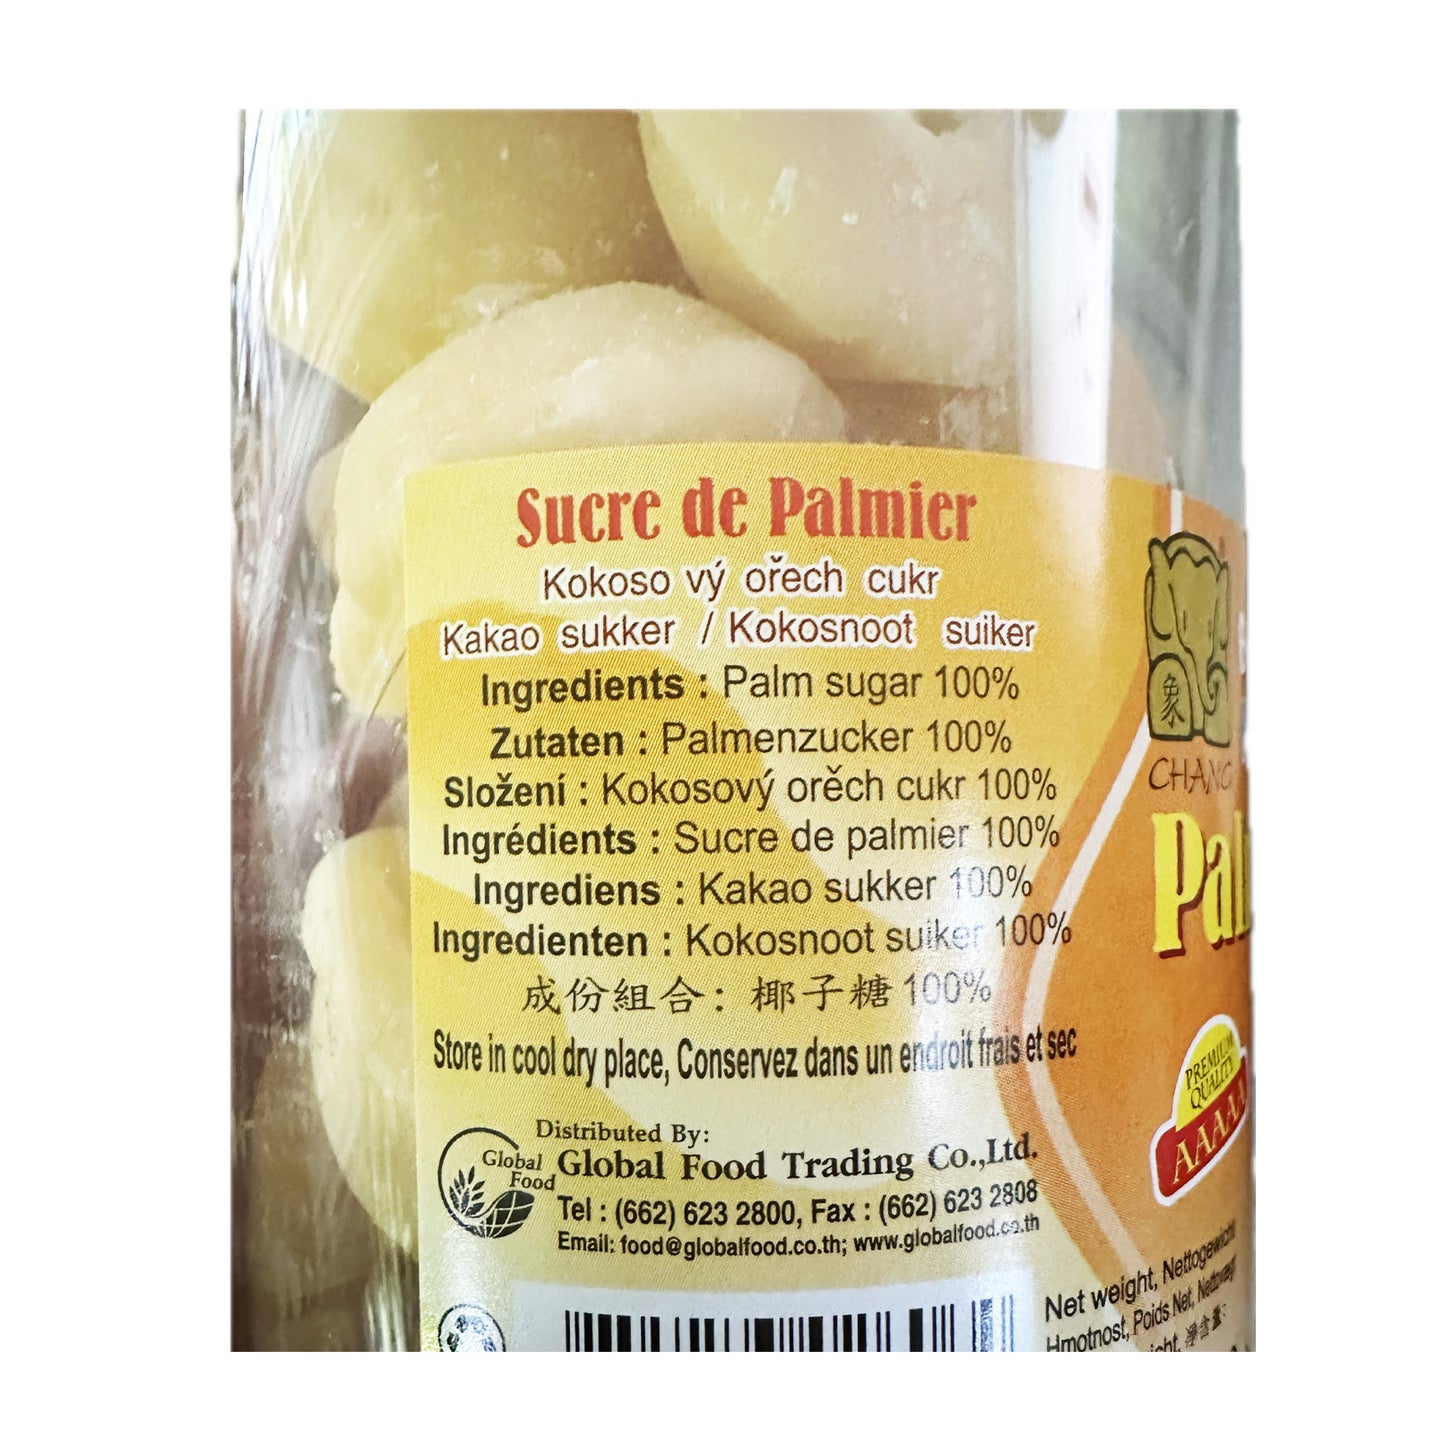 Sucre de Palmier
Kokoso vý ořech cukr
Kakao sukker / Kokosnoot suiker
Ingredients : Palm sugar 100%
Zutaten : Palmenzucker 100%
Složení : Kokosový orěch cukr 100%
Ingrédients : Sucre de palmier 100%
Ingrediens : Kakao sukker 100%
Ingredienten : Kokosnoot suiker 100%
成份組合: 椰子糖 100%
Store in cool dry place, Conservez dans un endroit frais et sec
Distributed By:
Global Food
Global Food Trading Co.,Ltd.
Tel : (662) 623 2800, Fax : (662) 623 2808
Email: food@globalfood.co.th; www.globalfood.co.th
象
CHANG
PREMIUM
QUALITY
AAAAA
Net weight, Nettogewicht
Hmotnost, Poids Net, Nettovægt